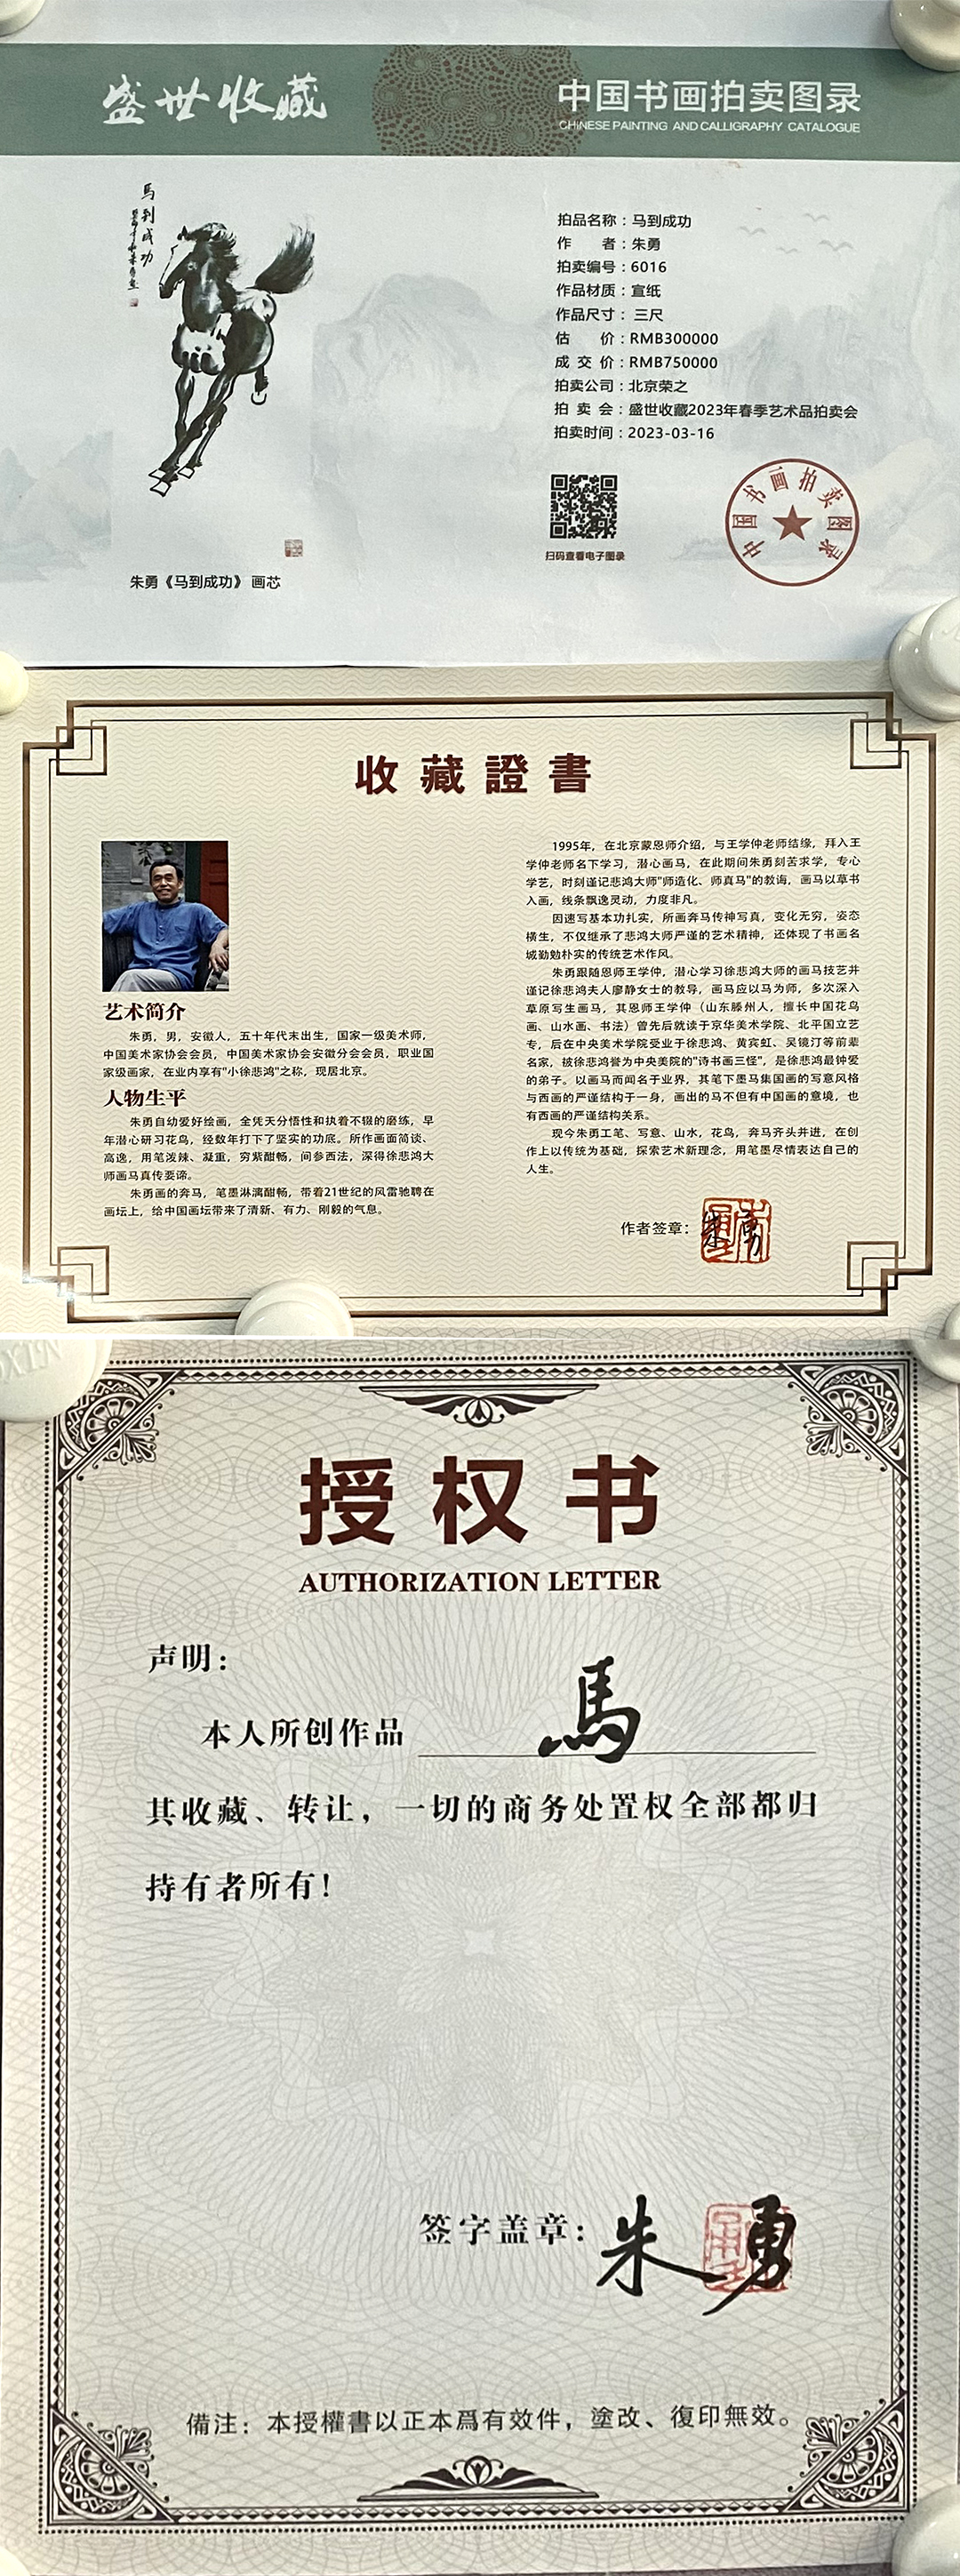 盛世收藏
中国书画拍卖图录
CHINESE PAINTING AND CALLIGRAPHY CATALOGUE
馬到成功
拍品名称：马到成功
作 者：朱勇
拍卖编号：6016
作品材质：宣纸
作品尺寸：三尺
估 价：RMB300000
成 交 价：RMB750000
拍卖公司：北京荣之
拍 卖 会：盛世收藏2023年春季艺术品拍卖会
拍卖时间：2023-03-16
扫码查看电子图录
中国书画拍卖图录
朱勇《马到成功》 画芯
收藏證書
艺术简介
朱勇，男，安徽人，五十年代末出生，国家一级美术师，
中国美术家协会会员，中国美术家协会安徽分会会员，职业国
家级画家，在业内享有"小徐悲鸿"之称，现居北京。
人物生平
朱勇自幼爱好绘画，全凭天分悟性和执着不辍的磨练，早
年潜心研习花鸟，经数年打下了坚实的功底。所作画面简谈、
高逸，用笔泼辣、凝重，穷紫酣畅，间参西法，深得徐悲鸿大
师画马真传要谛。
朱勇画的奔马，笔墨淋漓酣畅，带着21世纪的风雷驰聘在
画坛上，给中国画坛带来了清新、有力、刚毅的气息。
1995年，在北京蒙恩师介绍，与王学仲老师结缘，拜入王
学仲老师名下学习，潜心画马，在此期间朱勇刻苦求学，专心
学艺，时刻谨记悲鸿大师"师造化、师真马"的教诲，画马以草书
入画，线条飘逸灵动，力度非凡。
因速写基本功扎实，所画奔马传神写真，变化无穷，姿态
横生，不仅继承了悲鸿大师严谨的艺术精神，还体现了书画名
城勤勉朴实的传统艺术作风。
朱勇跟随恩师王学仲，潜心学习徐悲鸿大师的画马技艺并
谨记徐悲鸿夫人廖静女士的教导，画马应以马为师，多次深入
草原写生画马，其恩师王学仲（山东滕州人，擅长中国花鸟
画、山水画、书法）曾先后就读于京华美术学院、北平国立艺
专，后在中央美术学院受业于徐悲鸿、黄宾虹、吴镜汀等前辈
名家，被徐悲鸿誉为中央美院的"诗书画三怪"，是徐悲鸿最钟爱
的弟子。以画马而闻名于业界，其笔下墨马集国画的写意风格
与西画的严谨结构于一身，画出的马不但有中国画的意境，也
有西画的严谨结构关系。
现今朱勇工笔、写意、山水，花鸟，奔马齐头并进，在创
作上以传统为基础，探索艺术新理念，用笔墨尽情表达自己的
人生。
作者签章：朱勇
授权书
AUTHORIZATION LETTER
声明：
本人所创作品 馬
其收藏、转让，一切的商务处置权全部都归
持有者所有！
签字盖章：朱勇
備注：本授權書以正本爲有效件，塗改、復印無效。